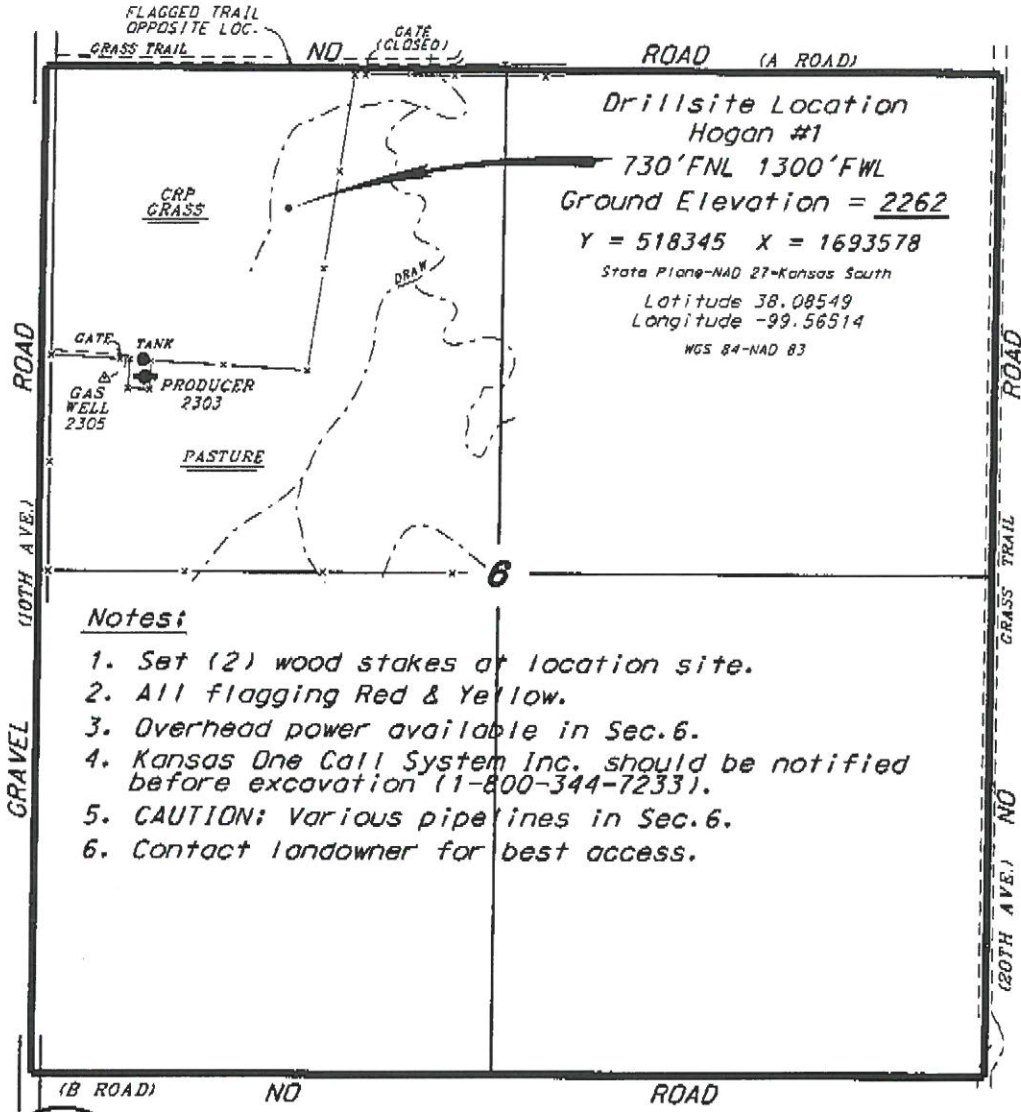 FLAGGED TRAIL
OPPOSITE LOC.
GRASS TRAIL
NO
GATE
(CLOSED)
ROAD
(A ROAD)
Drillsite Location
Hogan #1
730'FNL 1300'FWL
Ground Elevation = 2262
Y = 518345 X = 1693578
State Plane-NAD 27-Kansas South
Latitude 38.08549
Longitude -99.56514
WGS 84-NAD 83
CRP
GRASS
DRAW
GATE
TANK
GAS
WELL
2305
PRODUCER
2303
PASTURE
ROAD
(10TH AVE.)
GRAVEL
ROAD
GRASS TRAIL
NO
(20TH AVE.)
6
Notes:
1. Set (2) wood stakes at location site.
2. All flagging Red & Yellow.
3. Overhead power available in Sec.6.
4. Kansas One Call System Inc. should be notified
before excavation (1-800-344-7233).
5. CAUTION: Various pipelines in Sec.6.
6. Contact landowner for best access.
(B ROAD)
NO
ROAD